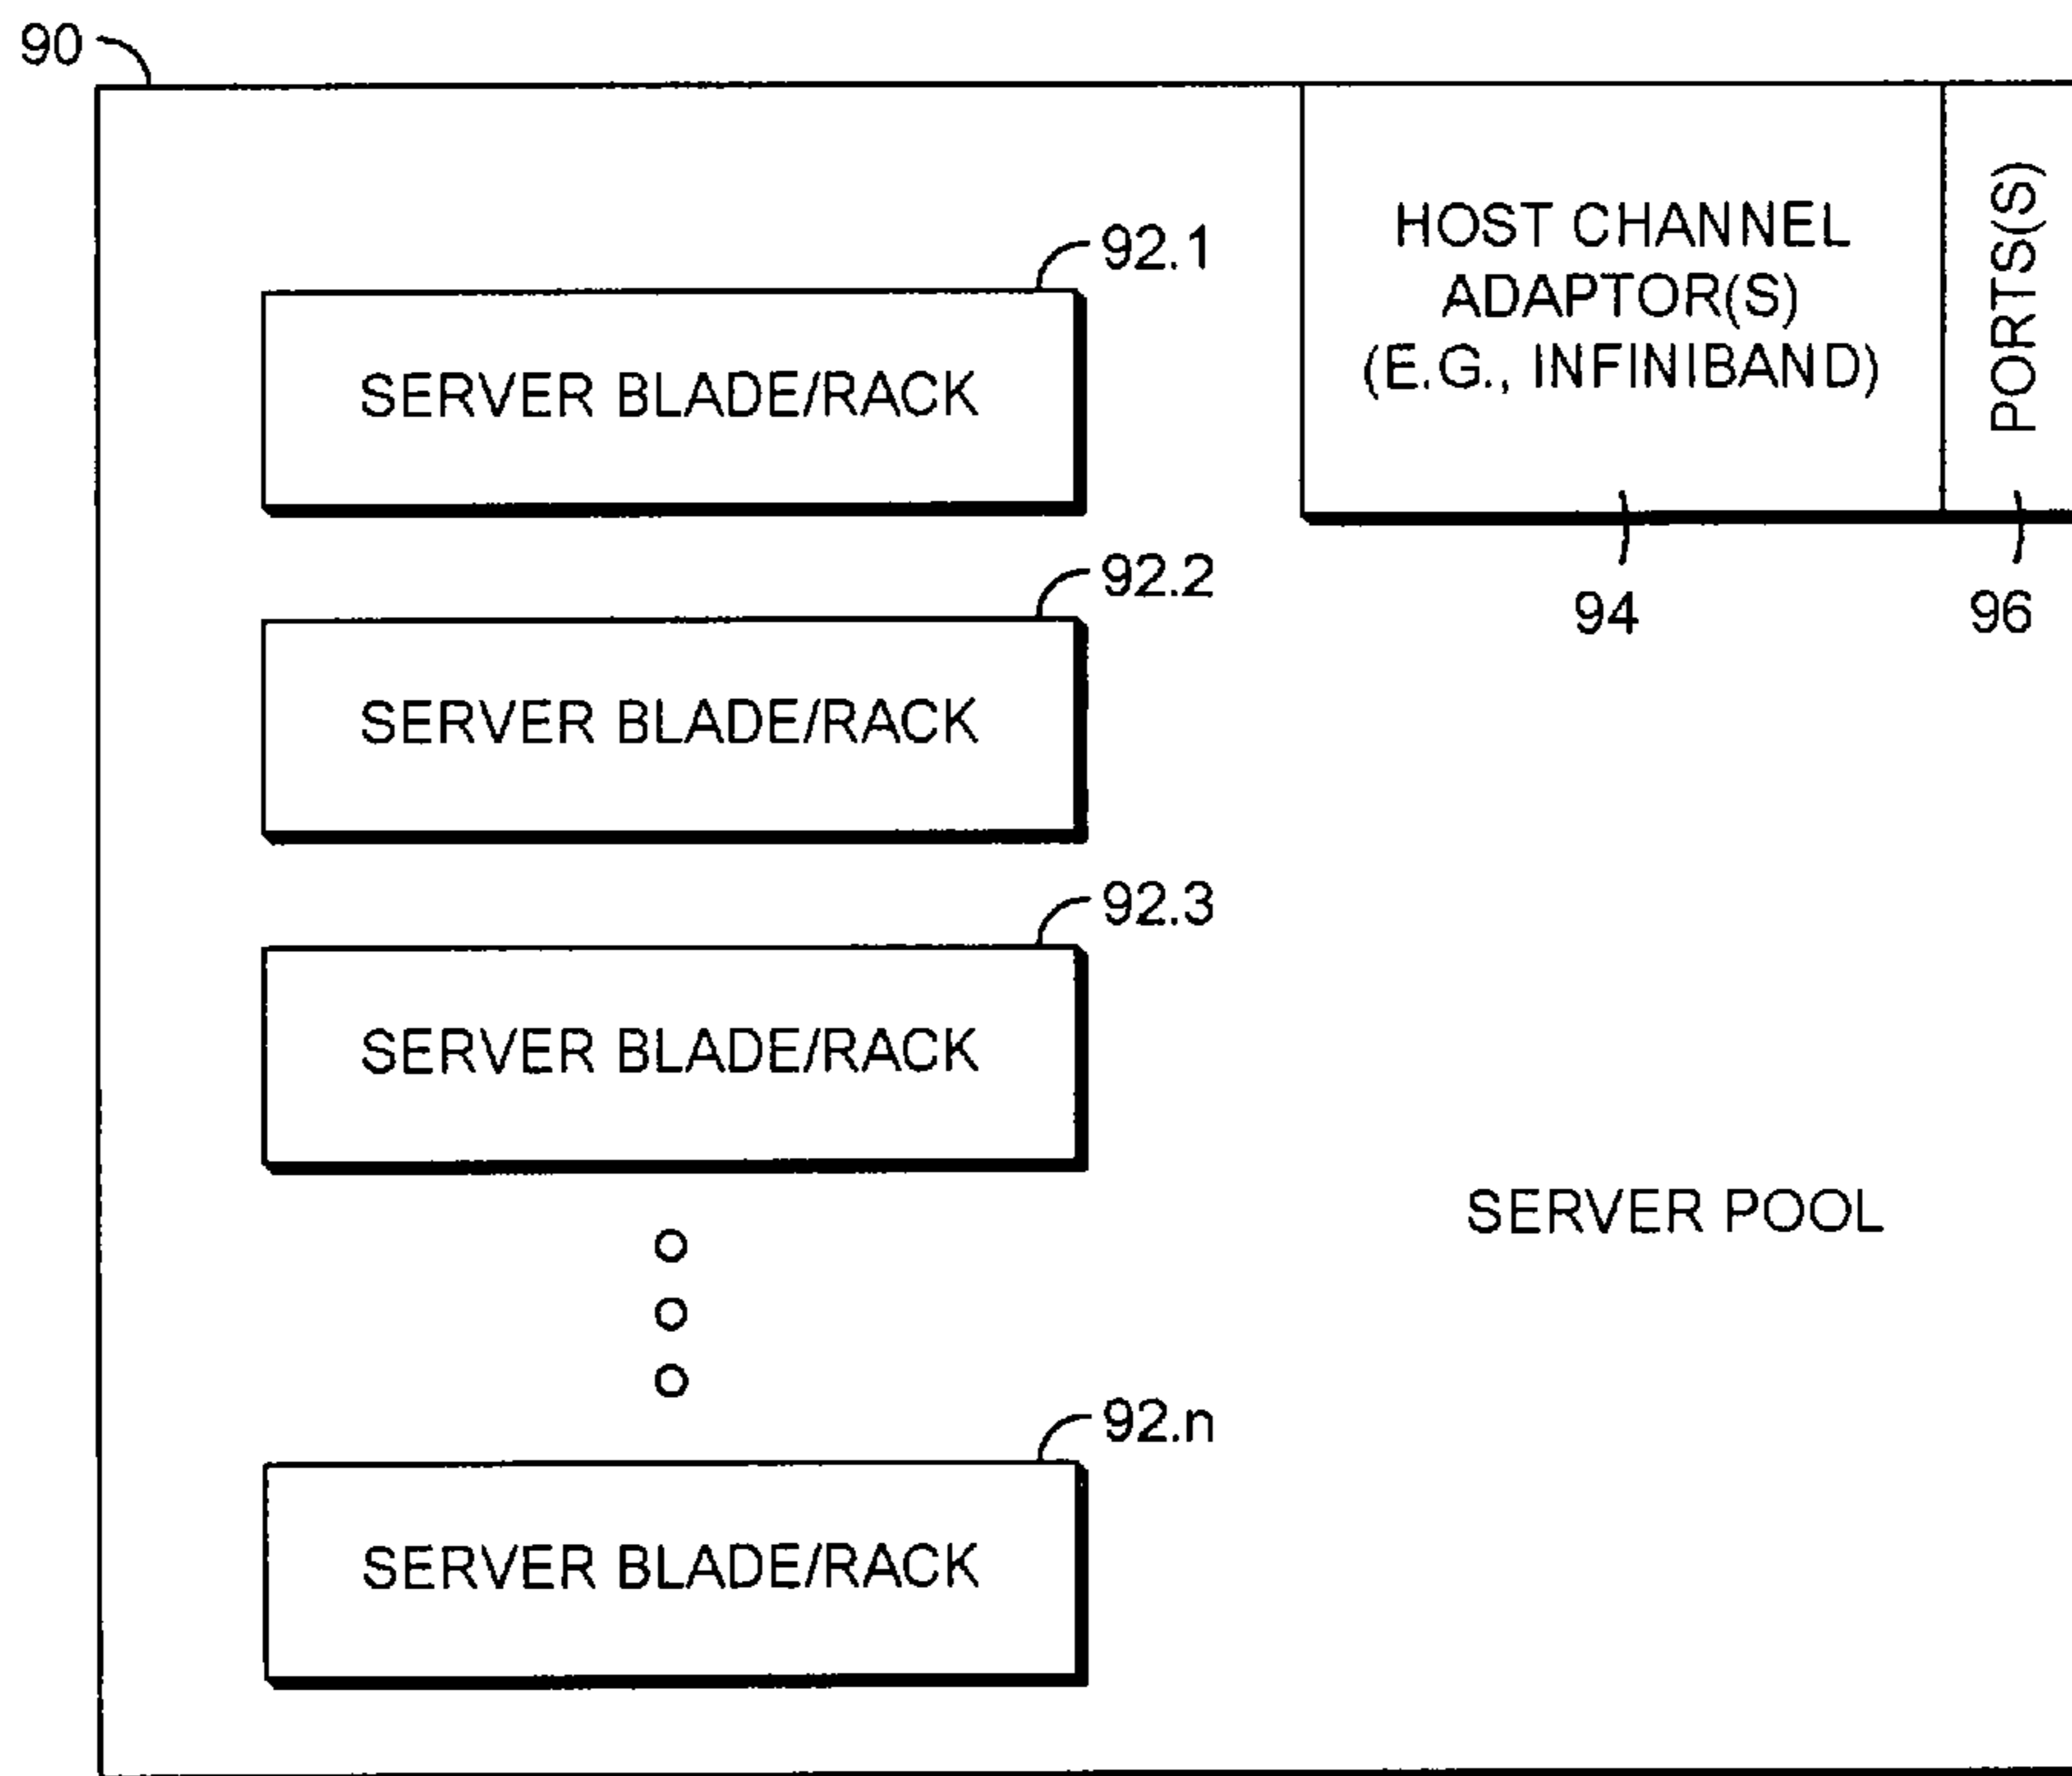 90
92.1
SERVER BLADE/RACK
HOST CHANNEL
ADAPTOR(S)
(E.G., INFINIBAND)
PORTS(S)
94
96
92.2
SERVER BLADE/RACK
92.3
SERVER BLADE/RACK
SERVER POOL
92.n
SERVER BLADE/RACK